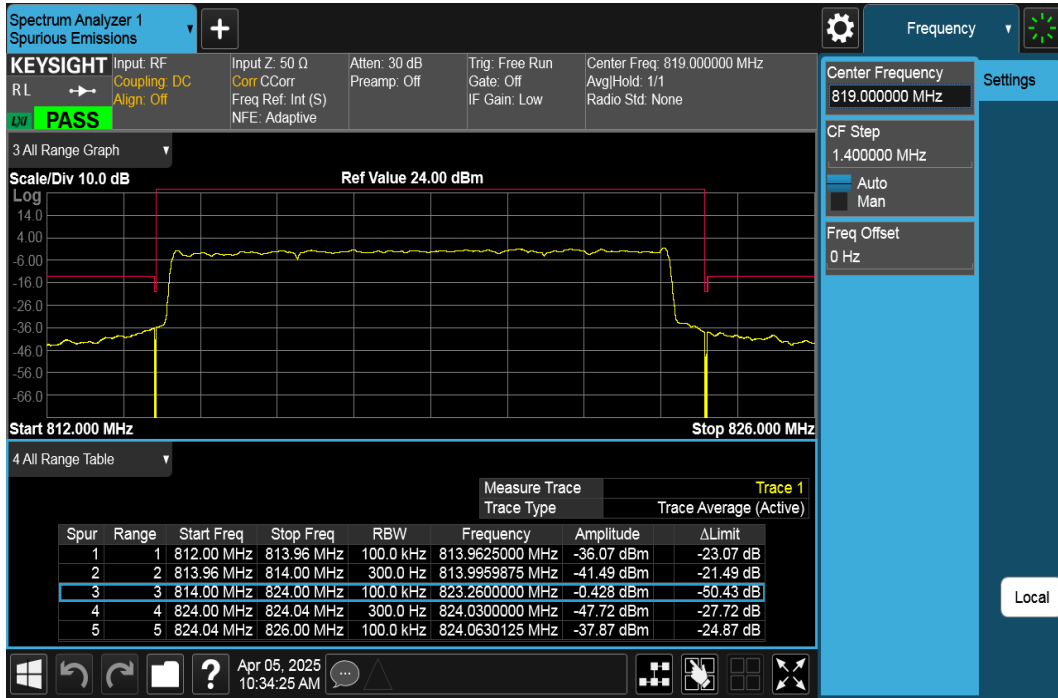 Spectrum Analyzer 1
Spurious Emissions
Frequency
KEYSIGHT
R L
LXI PASS
Input: RF
Coupling: DC
Align: Off
Input Z: 50 Ω
Corr CCorr
Freq Ref: Int (S)
NFE: Adaptive
Atten: 30 dB
Preamp: Off
Trig: Free Run
Gate: Off
IF Gain: Low
Center Freq: 819.000000 MHz
Avg|Hold: 1/1
Radio Std: None
Center Frequency
819.000000 MHz
Settings
CF Step
1.400000 MHz
Auto
Man
Freq Offset
0 Hz
Local
3 All Range Graph
Scale/Div 10.0 dB Ref Value 24.00 dBm
Log
14.0
4.00
-6.00
-16.0
-26.0
-36.0
-46.0
-56.0
-66.0
Start 812.000 MHz Stop 826.000 MHz
4 All Range Table
Measure Trace Trace 1
Trace Type Trace Average (Active)
Spur Range Start Freq Stop Freq RBW Frequency Amplitude ΔLimit
1 1 812.00 MHz 813.96 MHz 100.0 kHz 813.9625000 MHz -36.07 dBm -23.07 dB
2 2 813.96 MHz 814.00 MHz 300.0 Hz 813.9959875 MHz -41.49 dBm -21.49 dB
3 3 814.00 MHz 824.00 MHz 100.0 kHz 823.2600000 MHz -0.428 dBm -50.43 dB
4 4 824.00 MHz 824.04 MHz 300.0 Hz 824.0300000 MHz -47.72 dBm -27.72 dB
5 5 824.04 MHz 826.00 MHz 100.0 kHz 824.0630125 MHz -37.87 dBm -24.87 dB
?
Apr 05, 2025
10:34:25 AM